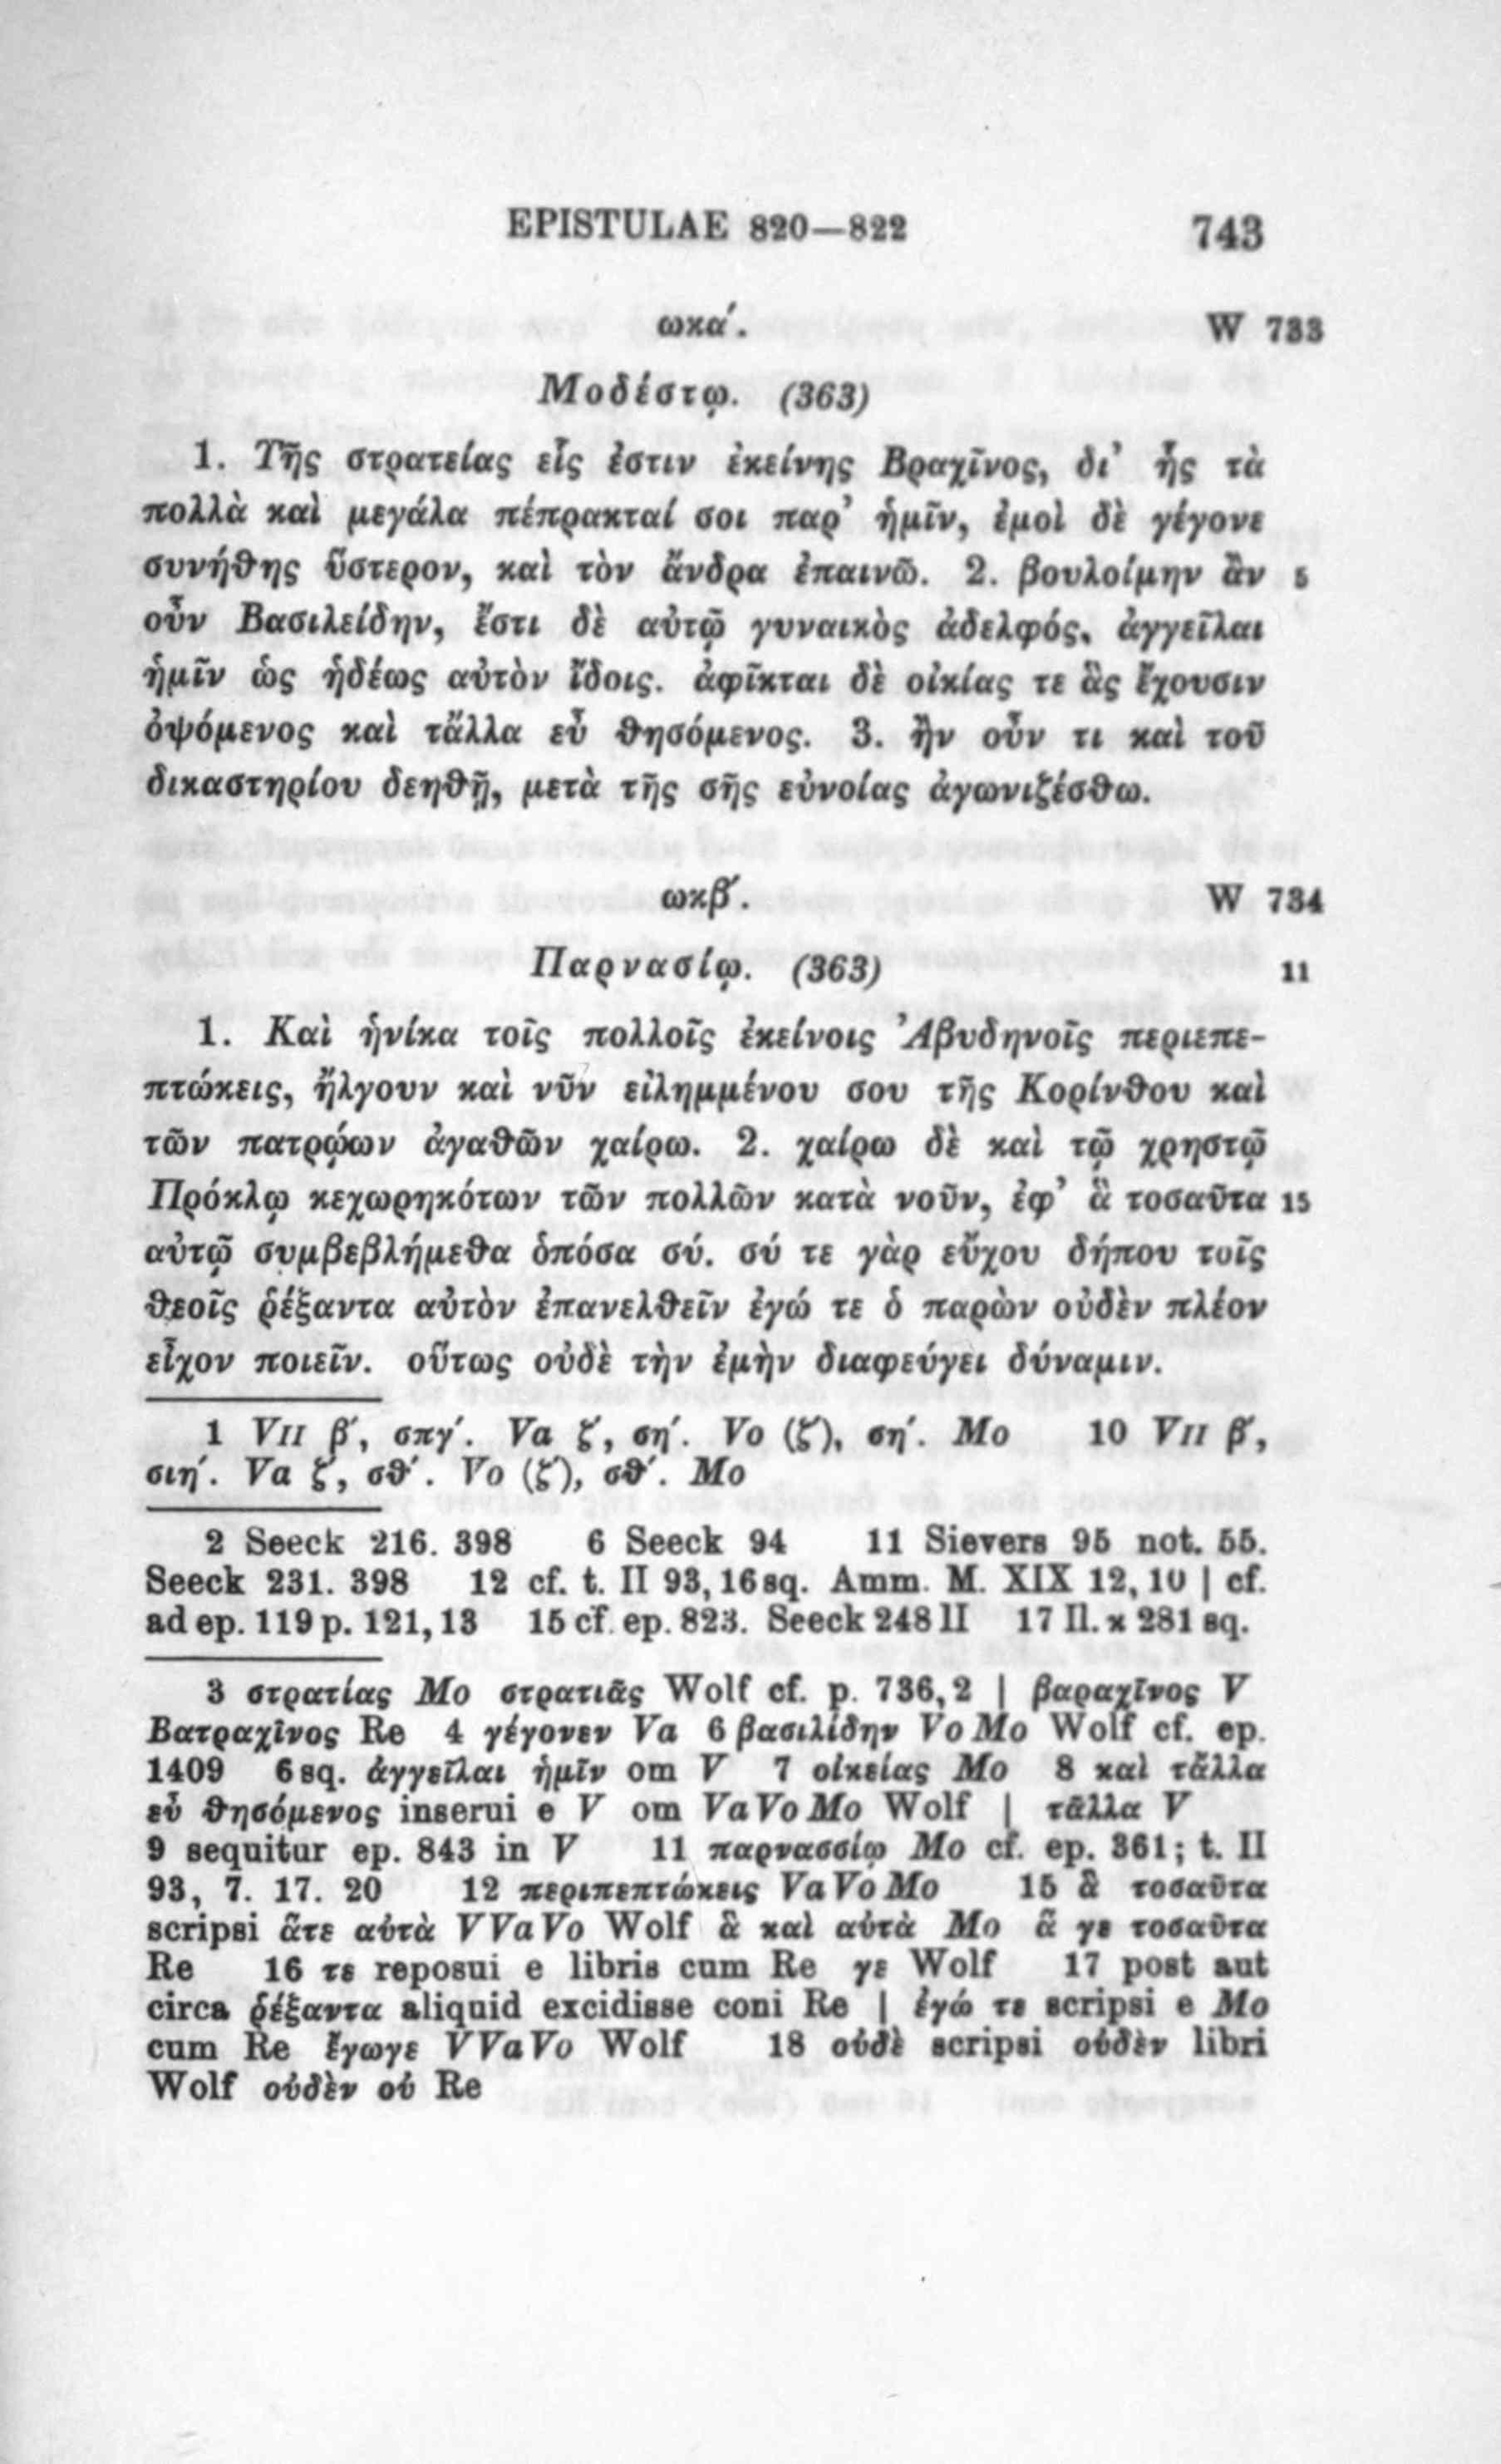 EPISTULAE 820—822 743
ωκα΄. W 733
Μοδέστῳ. (363)
1. Τῆς στρατείας εἷς ἐστιν ἐκείνης Βραχῖνος, δι᾽ ἧς τὰ
πολλὰ καὶ μεγάλα πέπρακταί σοι παρ᾽ ἡμῖν, ἐμοὶ δὲ γέγονε
συνήθης ὕστερον, καὶ τὸν ἄνδρα ἐπαινῶ. 2. βουλοίμην ἂν 5
οὖν Βασιλείδην, ἔστι δὲ αὐτῷ γυναικὸς ἀδελφός, ἀγγεῖλαι
ἡμῖν ὡς ἡδέως αὐτὸν ἴδοις. ἀφῖκται δὲ οἰκίας τε ἃς ἔχουσιν
ὀψόμενος καὶ τἄλλα εὖ θησόμενος. 3. ἢν οὖν τι καὶ τοῦ
δικαστηρίου δεηθῇ, μετὰ τῆς σῆς εὐνοίας ἀγωνιζέσθω.
ωκβ΄. W 734
Παρνασίῳ. (363) 11
1. Καὶ ἡνίκα τοῖς πολλοῖς ἐκείνοις Ἀβυδηνοῖς περιεπε-
πτώκεις, ἤλγουν καὶ νῦν εἰλημμένου σου τῆς Κορίνθου καὶ
τῶν πατρῴων ἀγαθῶν χαίρω. 2. χαίρω δὲ καὶ τῷ χρηστῷ
Πρόκλῳ κεχωρηκότων τῶν πολλῶν κατὰ νοῦν, ἐφ᾽ ἃ τοσαῦτα 15
αὐτῷ συμβεβλήμεθα ὁπόσα σύ. σύ τε γὰρ εὔχου δήπου τοῖς
θεοῖς ῥέξαντα αὐτὸν ἐπανελθεῖν ἐγώ τε ὁ παρὼν οὐδὲν πλέον
εἶχον ποιεῖν. οὕτως οὐδὲ τὴν ἐμὴν διαφεύγει δύναμιν.
1 VII β΄, σπγ΄. Va ζ΄, ση΄. Vo (ζ΄), ση΄. Mo 10 VII β΄,
σιη΄. Va ζ΄, σθ΄. Vo (ζ΄), σθ΄. Mo
2 Seeck 216. 398 6 Seeck 94 11 Sievers 95 not. 55.
Seeck 231. 398 12 cf. t. II 93, 16 sq. Amm. M. XIX 12, 10 | cf.
ad ep. 119 p. 121, 13 15 cf. ep. 823. Seeck 248 II 17 Il. κ 281 sq.
3 στρατίας Mo στρατιᾶς Wolf cf. p. 736, 2 | βαραχῖνος V
Βατραχῖνος Re 4 γέγονεν Va 6 βασιλίδην Vo Mo Wolf cf. ep.
1409 6 sq. ἀγγεῖλαι ἡμῖν om V 7 οἰκείας Mo 8 καὶ τἄλλα
εὖ θησόμενος inserui e V om Va Vo Mo Wolf | τᾶλλα V
9 sequitur ep. 843 in V 11 παρνασσίῳ Mo cf. ep. 361; t. II
93, 7. 17. 20 12 περιπεπτώκεις Va Vo Mo 15 ἃ τοσαῦτα
scripsi ἅτε αὐτὰ V Va Vo Wolf ἃ καὶ αὐτὰ Mo ἅ γε τοσαῦτα
Re 16 τε reposui e libris cum Re γε Wolf 17 post aut
circa ῥέξαντα aliquid excidisse coni Re | ἐγώ τε scripsi e Mo
cum Re ἔγωγε V Va Vo Wolf 18 οὐδὲ scripsi οὐδὲν libri
Wolf οὐδὲν οὐ Re